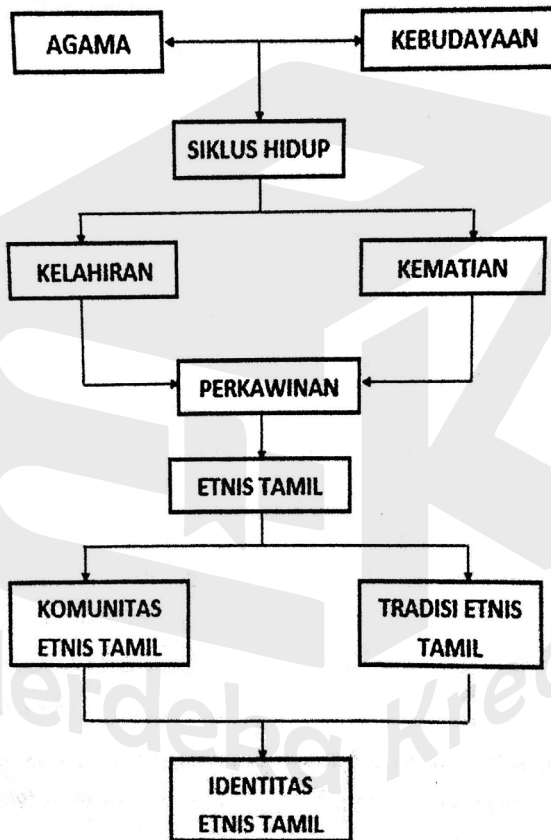 AGAMA
KEBUDAYAAN
SIKLUS HIDUP
KELAHIRAN
KEMATIAN
PERKAWINAN
ETNIS TAMIL
KOMUNITAS
ETNIS TAMIL
TRADISI ETNIS
TAMIL
IDENTITAS
ETNIS TAMIL